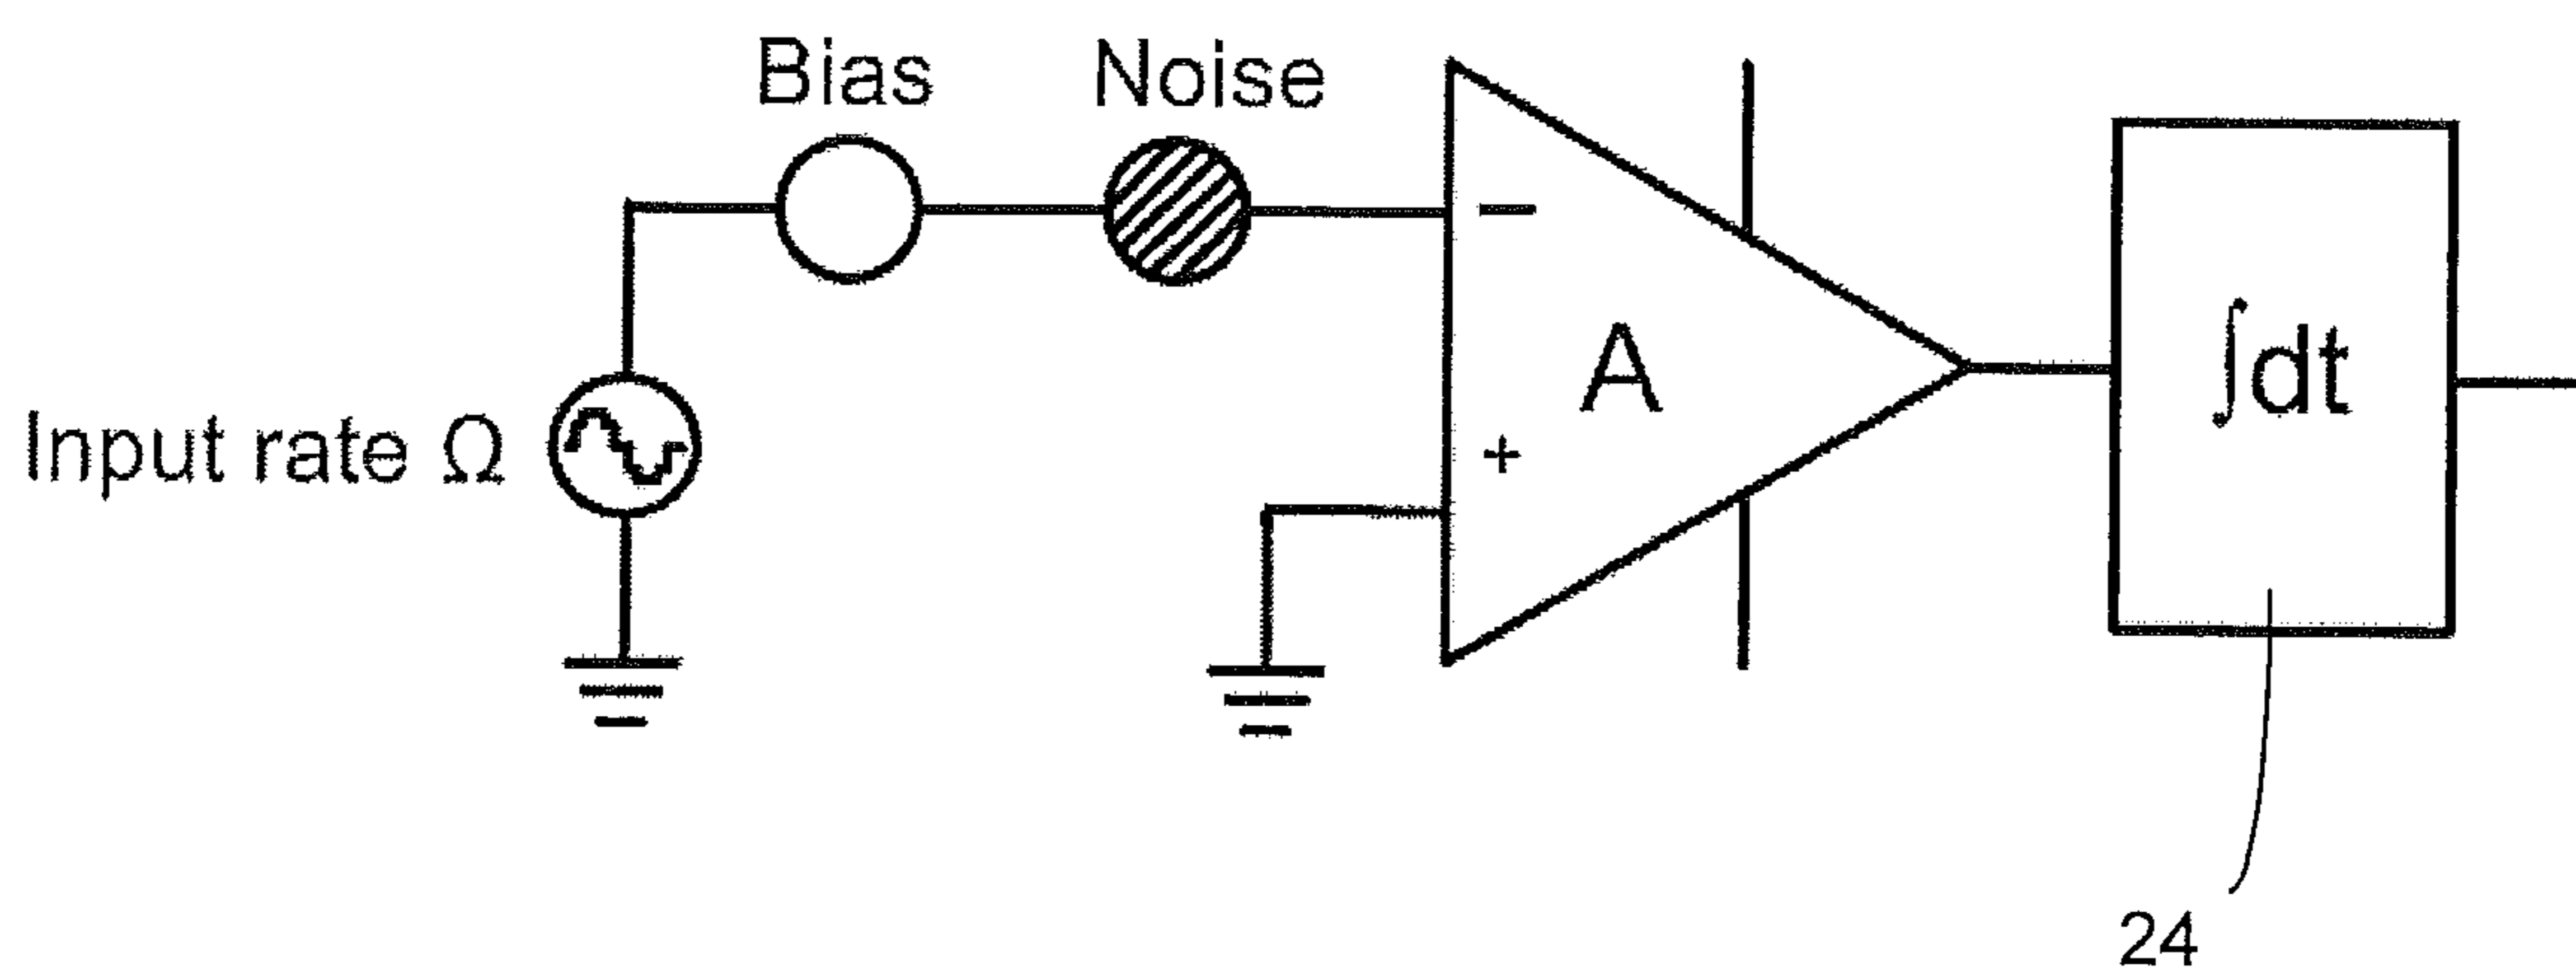 Bias
Noise
−
A
+
∫dt
Input rate Ω
24